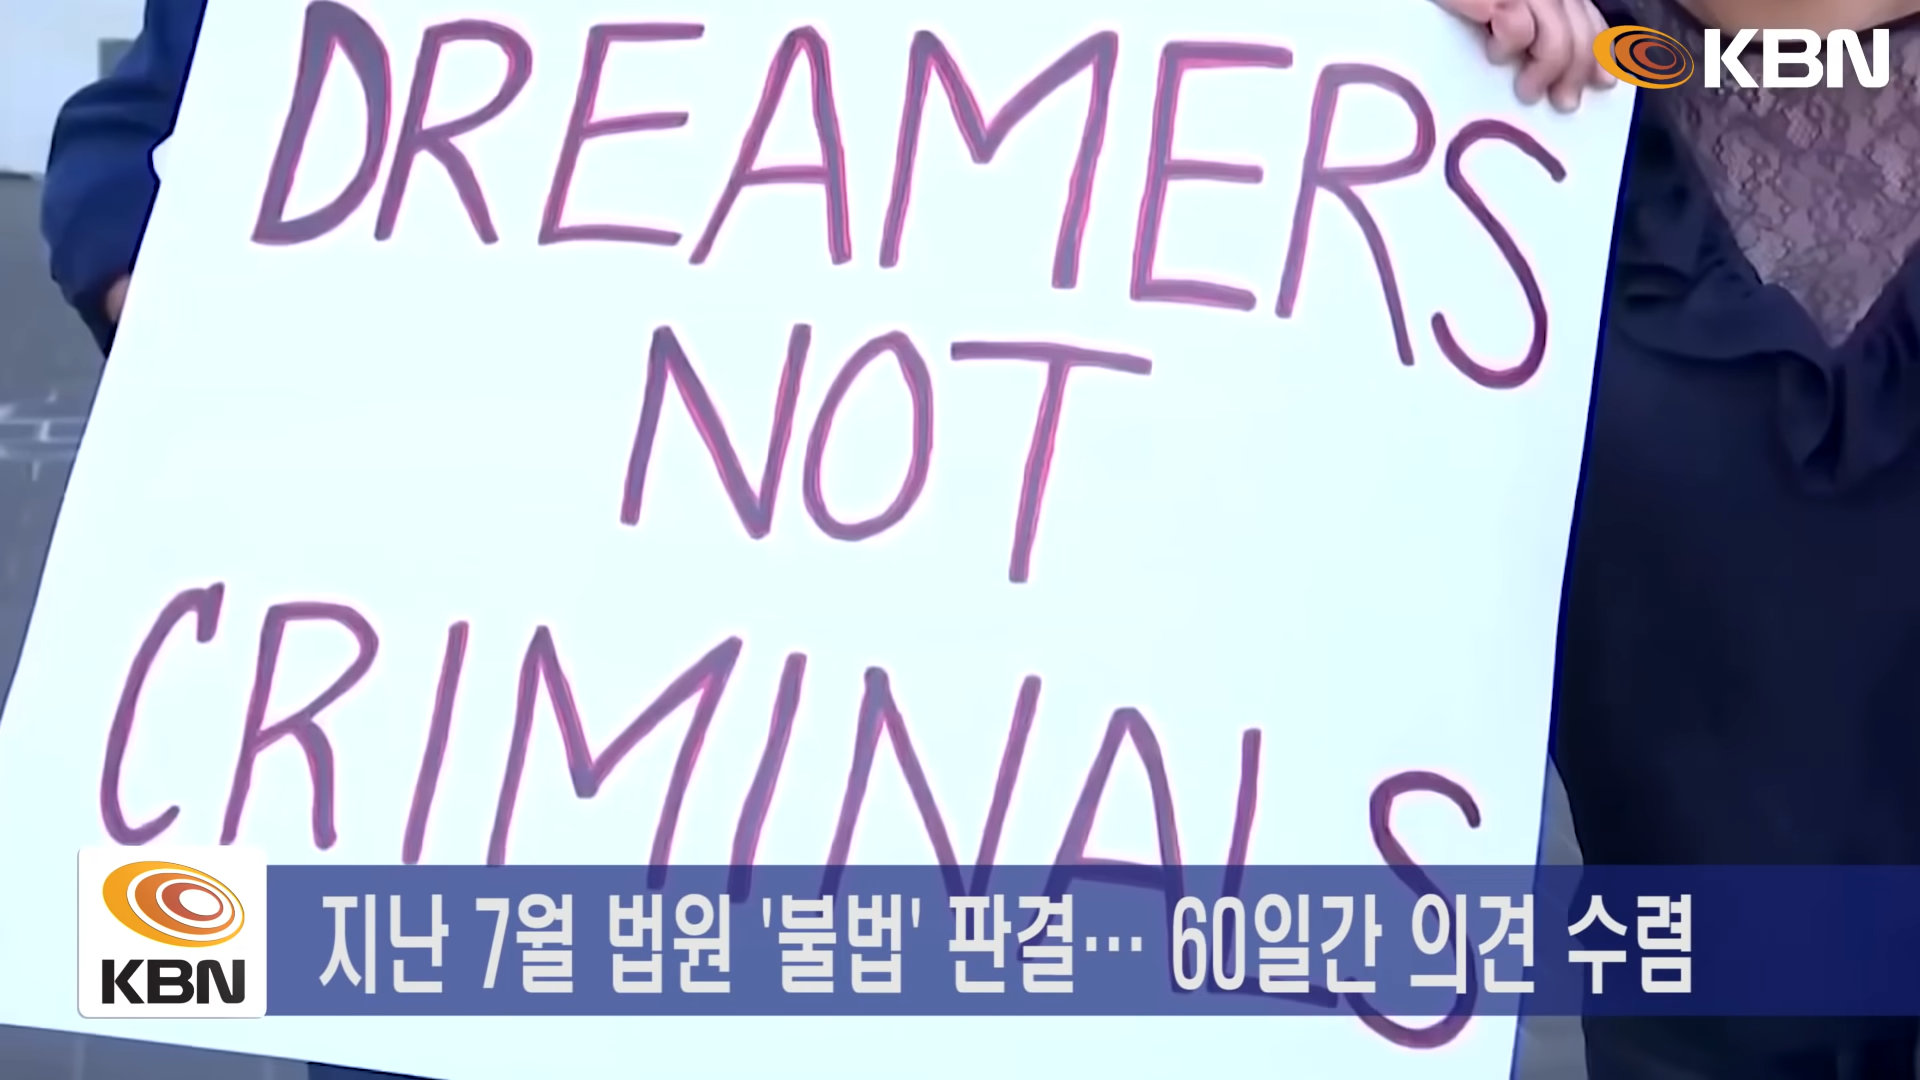 KBN
DREAMERS
NOT
CRIMINALS
KBN
지난 7월 법원 '불법' 판결… 60일간 의견 수렴